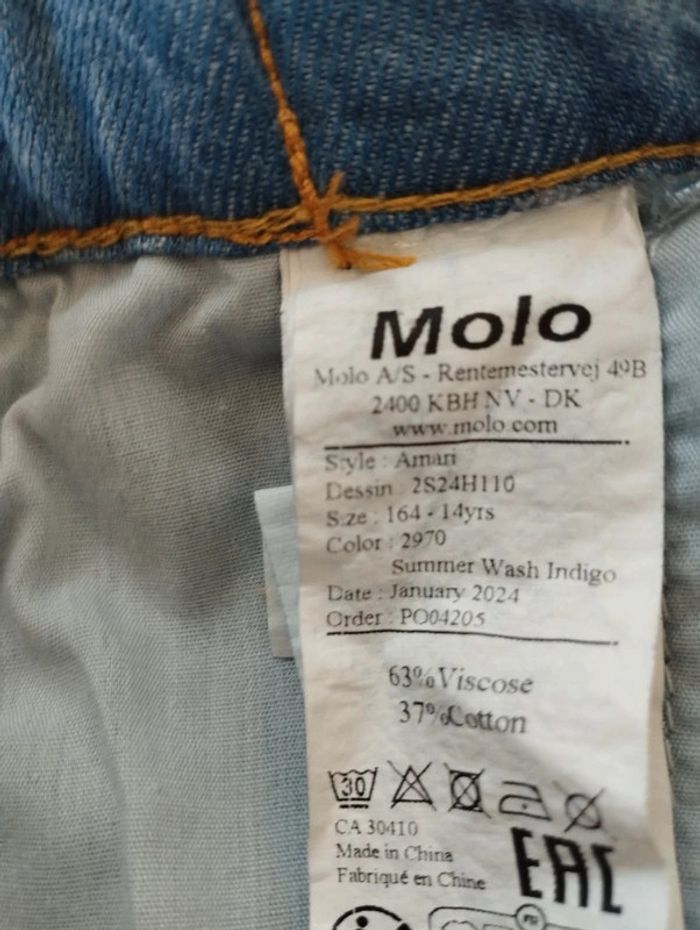 Molo
Molo A/S - Rentemestervej 49B
2400 KBH NV - DK
www.molo.com
Style : Amari
Dessin : 2S24H110
Size : 164 - 14yrs
Color : 2970
Summer Wash Indigo
Date : January 2024
Order : PO04205
63%Viscose
37%Cotton
30
CA 30410
Made in China
Fabriqué en Chine
EAC